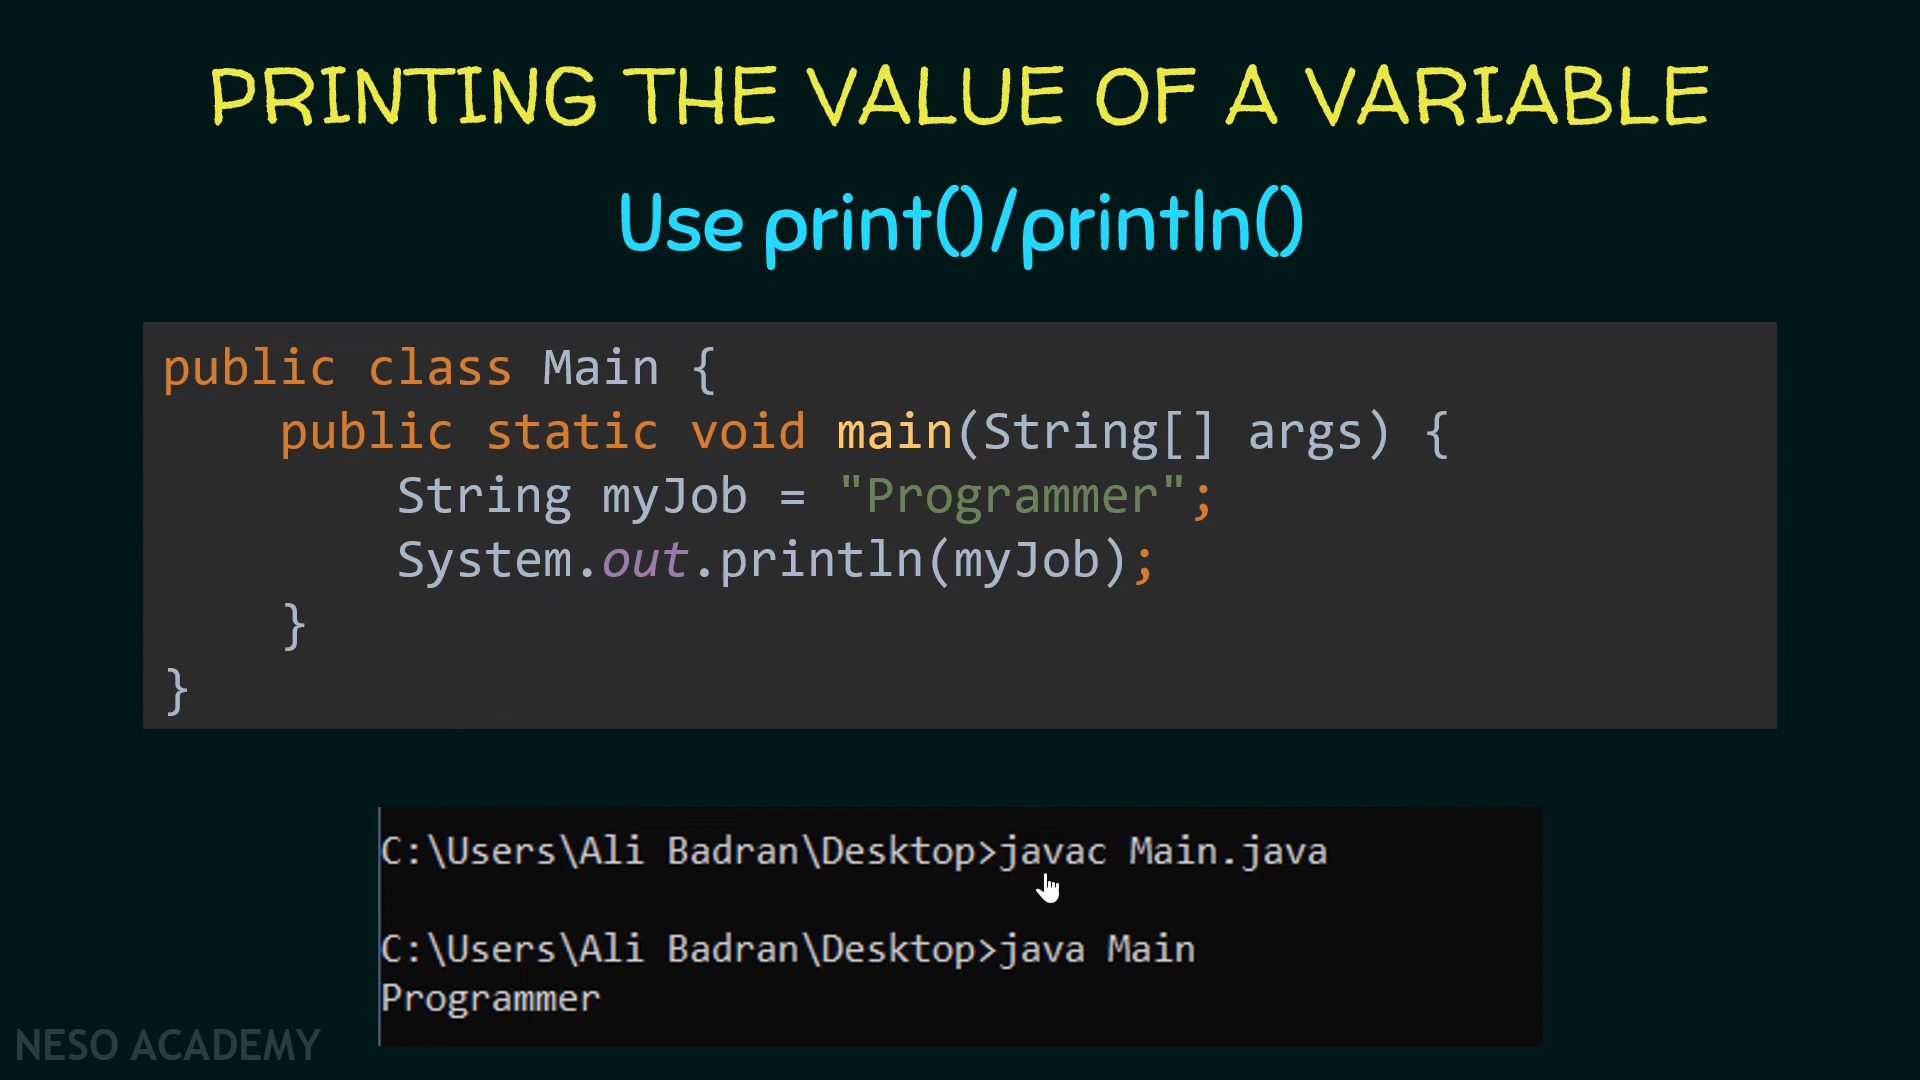 PRINTING THE VALUE OF A VARIABLE
Use print()/println()
public class Main {
    public static void main(String[] args) {
        String myJob = "Programmer";
        System.out.println(myJob);
    }
}
C:\Users\Ali Badran\Desktop>javac Main.java
C:\Users\Ali Badran\Desktop>java Main
Programmer
NESO ACADEMY